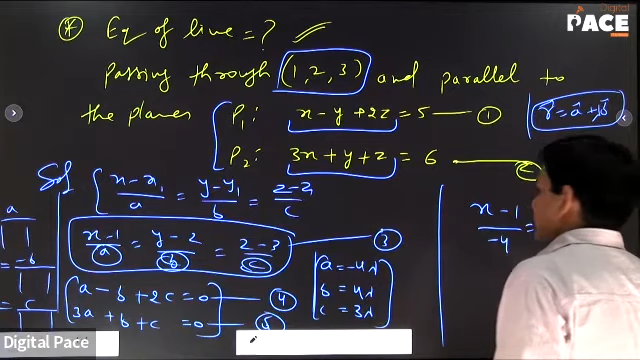 Digital
PACE
* Eq of line = ?
Passing through (1, 2, 3) and parallel to
the planes P₁: x - y + 2z = 5 — ①
P₂: 3x + y + z = 6
r⃗ = a⃗ + λb⃗
Sol
(x-x₁)/a = (y-y₁)/b = (z-z₁)/c
(x-1)/a = (y-2)/b = (z-3)/c — ③
a - b + 2c = 0 — ④
3a + b + c = 0 — ⑤
a = -4λ
b = 4λ
c = 3λ
(x-1)/-4 =
a
= -b
= c
Digital Pace